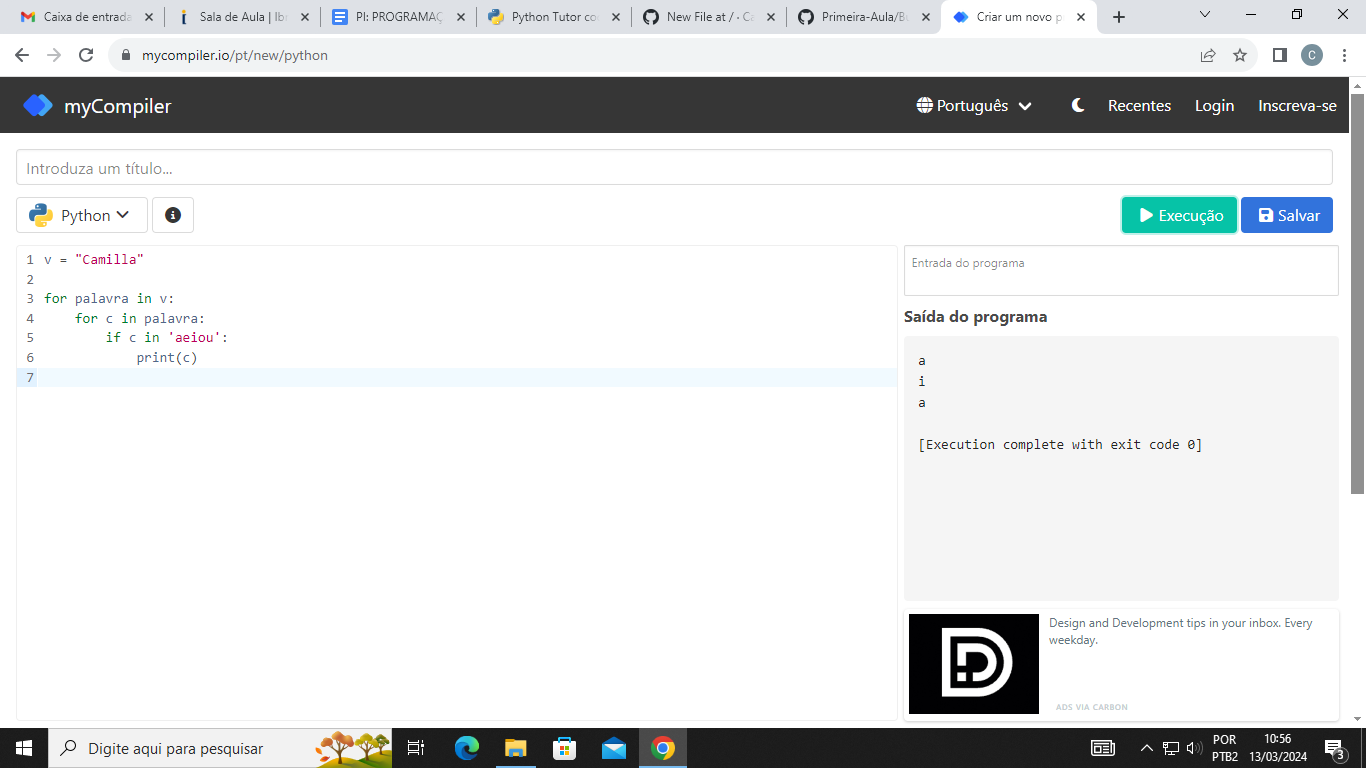 Caixa de entrada
Sala de Aula | Ib
PI: PROGRAMAÇ
Python Tutor co
New File at / · Ca
Primeira-Aula/B
Criar um novo p
mycompiler.io/pt/new/python
C
myCompiler
Português
Recentes
Login
Inscreva-se
Introduza um título...
Python
Execução
Salvar
1 v = "Camilla"
2
3 for palavra in v:
4     for c in palavra:
5         if c in 'aeiou':
6             print(c)
7
Entrada do programa
Saída do programa
a
i
a
[Execution complete with exit code 0]
Design and Development tips in your inbox. Every
weekday.
ADS VIA CARBON
Digite aqui para pesquisar
POR
PTB2
10:56
13/03/2024
3